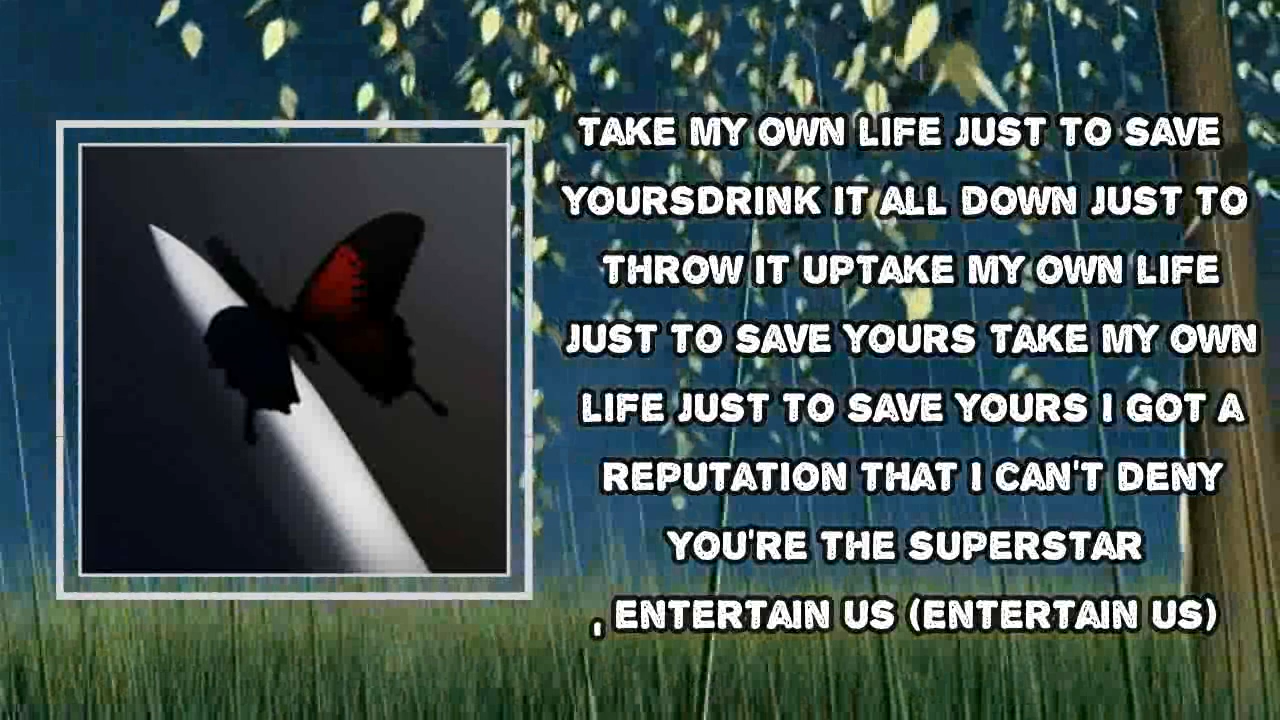 TAKE MY OWN LIFE JUST TO SAVE
YOURSDRINK IT ALL DOWN JUST TO
THROW IT UPTAKE MY OWN LIFE
JUST TO SAVE YOURS TAKE MY OWN
LIFE JUST TO SAVE YOURS I GOT A
REPUTATION THAT I CAN'T DENY
YOU'RE THE SUPERSTAR
, ENTERTAIN US (ENTERTAIN US)